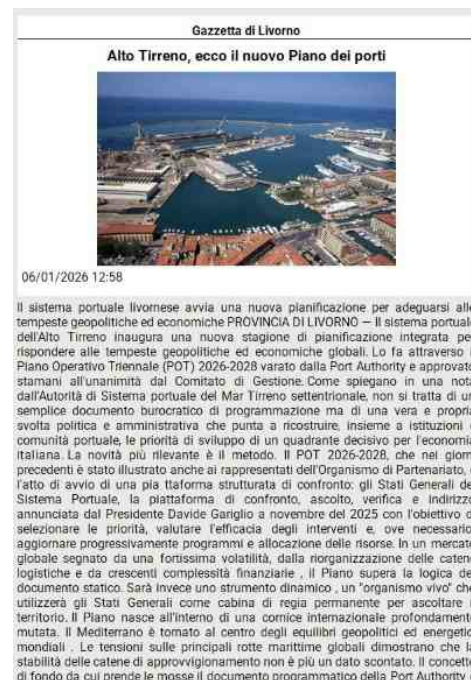 Gazzetta di Livorno
Alto Tirreno, ecco il nuovo Piano dei porti
06/01/2026 12:58
Il sistema portuale livornese avvia una nuova pianificazione per adeguarsi alle
tempeste geopolitiche ed economiche PROVINCIA DI LIVORNO — Il sistema portuale
dell'Alto Tirreno inaugura una nuova stagione di pianificazione integrata per
rispondere alle tempeste geopolitiche ed economiche globali. Lo fa attraverso
Piano Operativo Triennale (POT) 2026-2028 varato dalla Port Authority e approvato
stamani all'unanimità dal Comitato di Gestione. Come spiegano in una nota
dall'Autorità di Sistema portuale del Mar Tirreno settentrionale, non si tratta di un
semplice documento burocratico di programmazione ma di una vera e propria
svolta politica e amministrativa che punta a ricostruire, insieme a istituzioni e
comunità portuale, le priorità di sviluppo di un quadrante decisivo per l'economia
italiana. La novità più rilevante è il metodo. Il POT 2026-2028, che nei giorni
precedenti è stato illustrato anche ai rappresentati dell'Organismo di Partenariato, è
l'atto di avvio di una pia ttaforma strutturata di confronto: gli Stati Generali del
Sistema Portuale, la piattaforma di confronto, ascolto, verifica e indirizzo
annunciata dal Presidente Davide Gariglio a novembre del 2025 con l'obiettivo di
selezionare le priorità, valutare l'efficacia degli interventi e, ove necessario,
aggiornare progressivamente programmi e allocazione delle risorse. In un mercato
globale segnato da una fortissima volatilità, dalla riorganizzazione delle catene
logistiche e da crescenti complessità finanziarie , il Piano supera la logica del
documento statico. Sarà invece uno strumento dinamico , un "organismo vivo" che
utilizzerà gli Stati Generali come cabina di regia permanente per ascoltare il
territorio. Il Piano nasce all'interno di una cornice internazionale profondamente
mutata. Il Mediterraneo è tornato al centro degli equilibri geopolitici ed energetici
mondiali . Le tensioni sulle principali rotte marittime globali dimostrano che la
stabilità delle catene di approvvigionamento non è più un dato scontato. Il concetto
di fondo da cui prende le mosse il documento programmatico della Port Authority